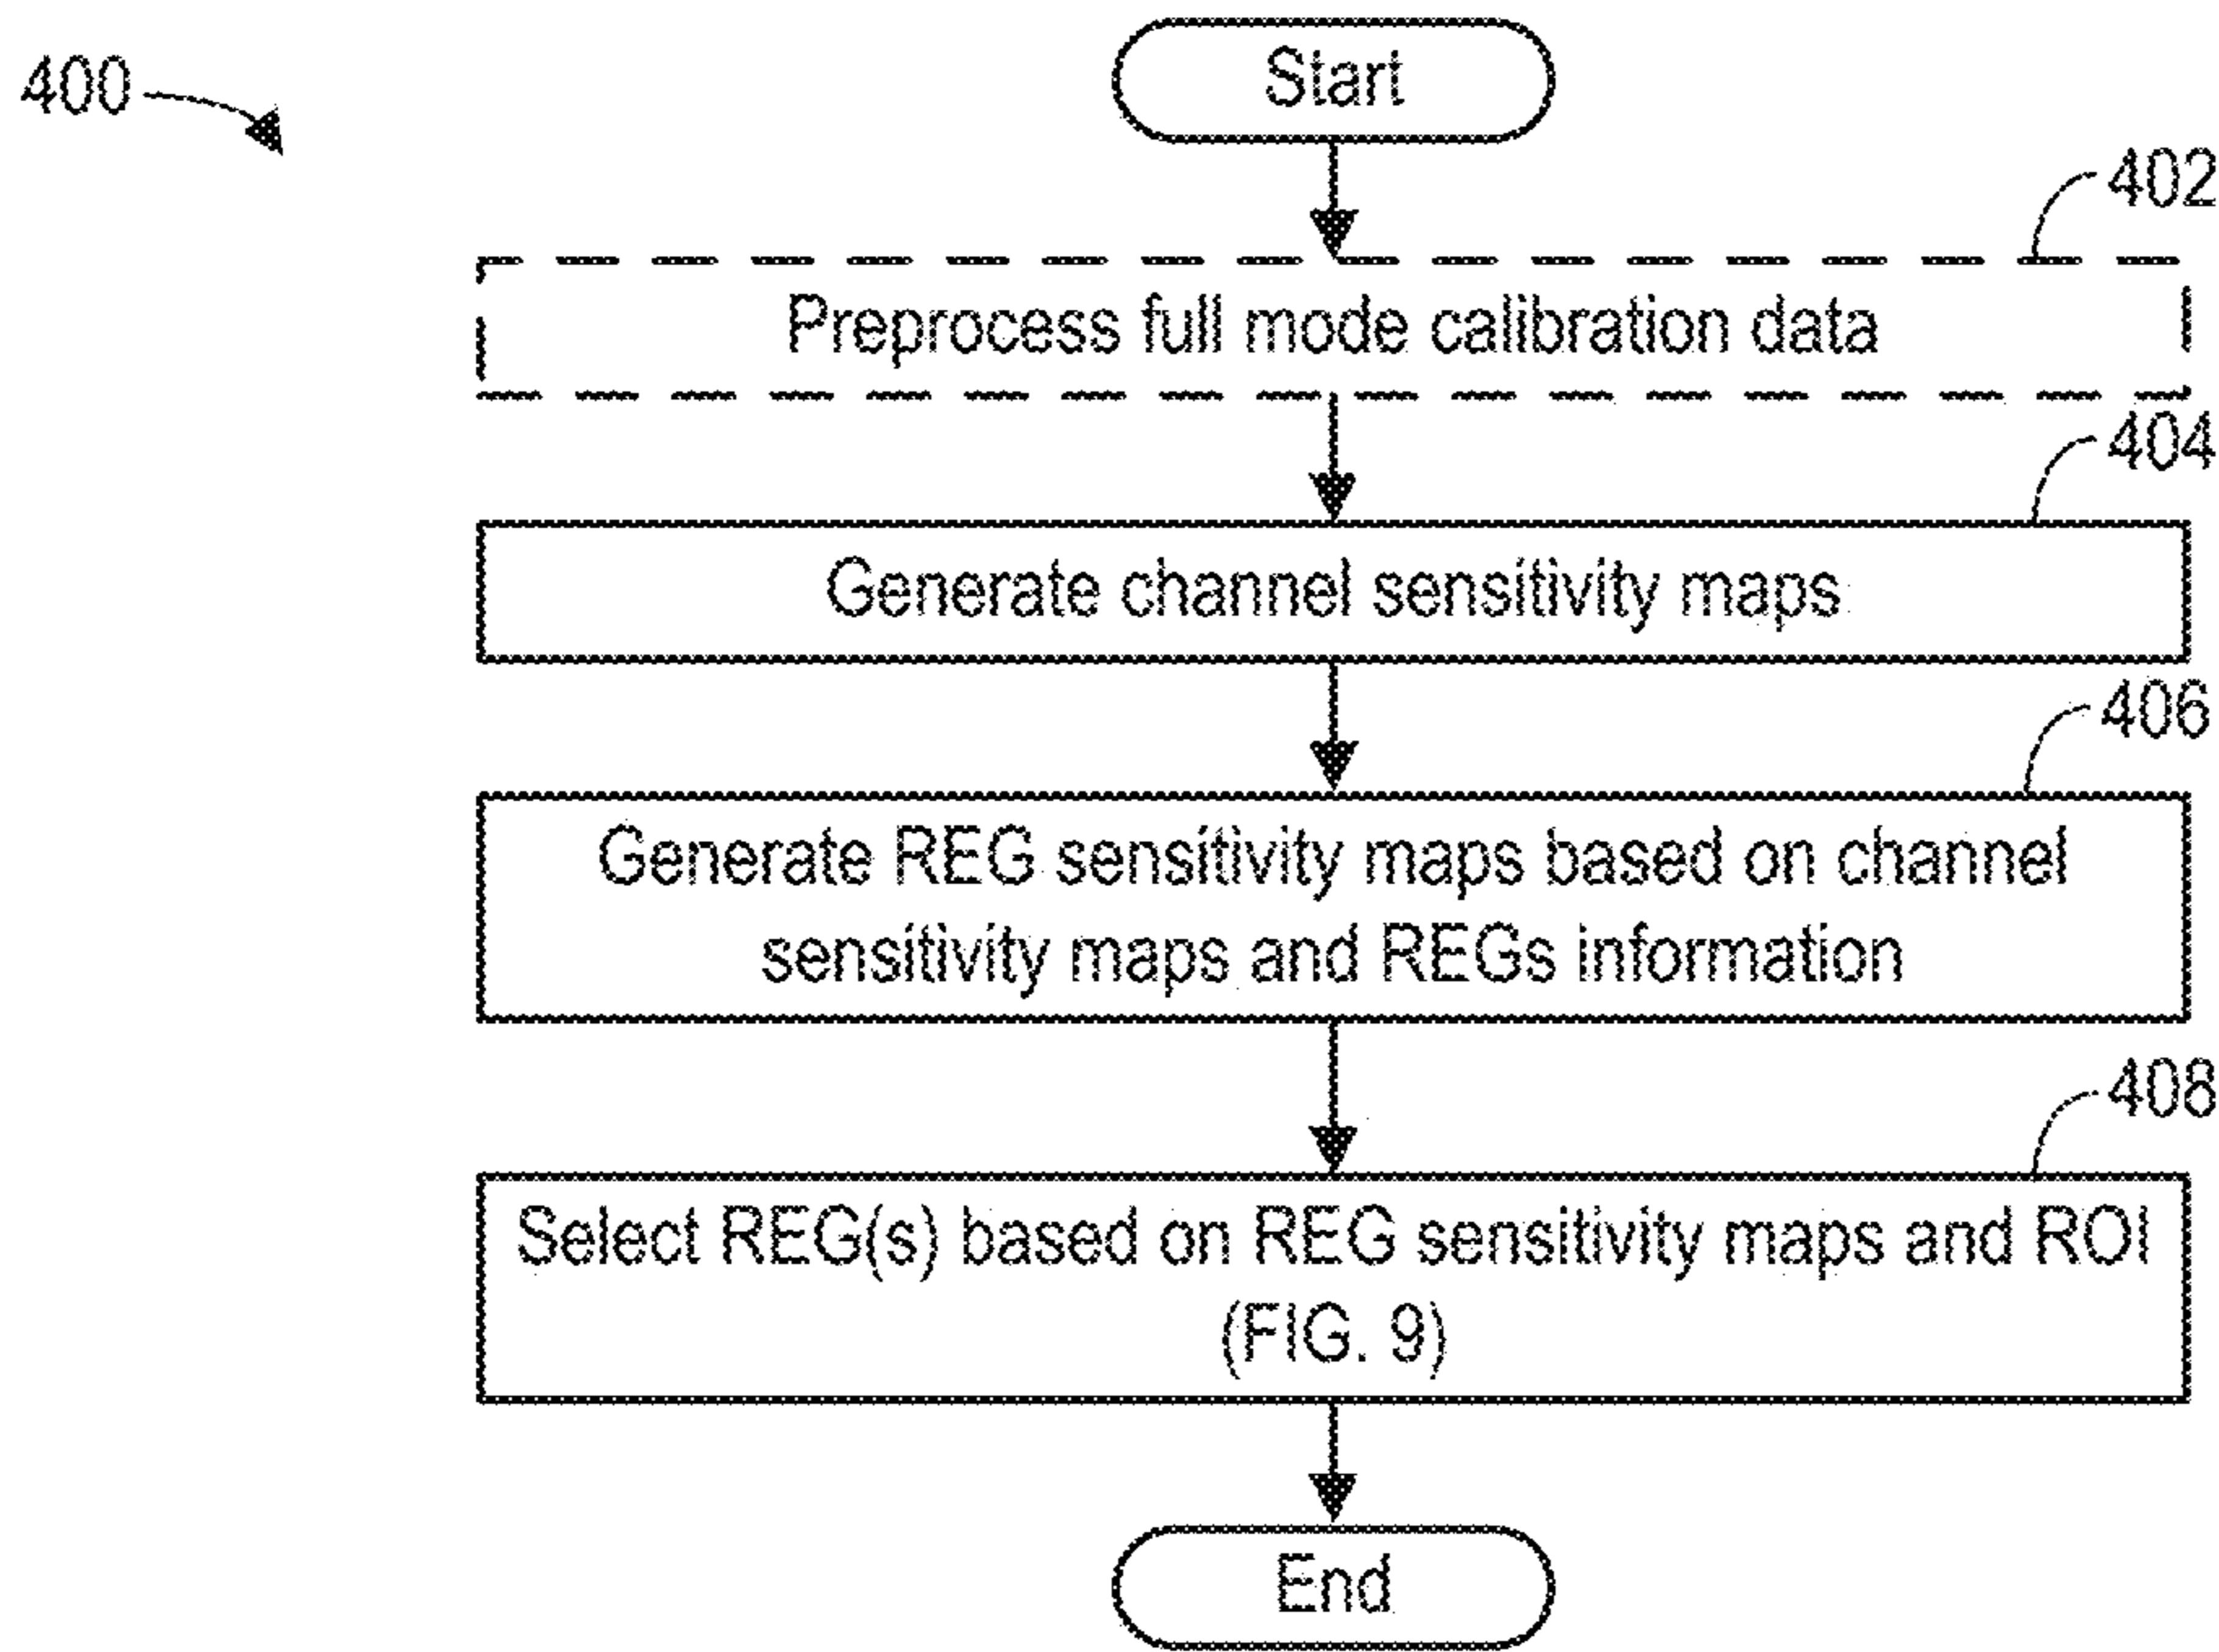 400
Start
402
Preprocess full mode calibration data
404
Generate channel sensitivity maps
406
Generate REG sensitivity maps based on channel
sensitivity maps and REGs information
408
Select REG(s) based on REG sensitivity maps and ROI
(FIG. 9)
End